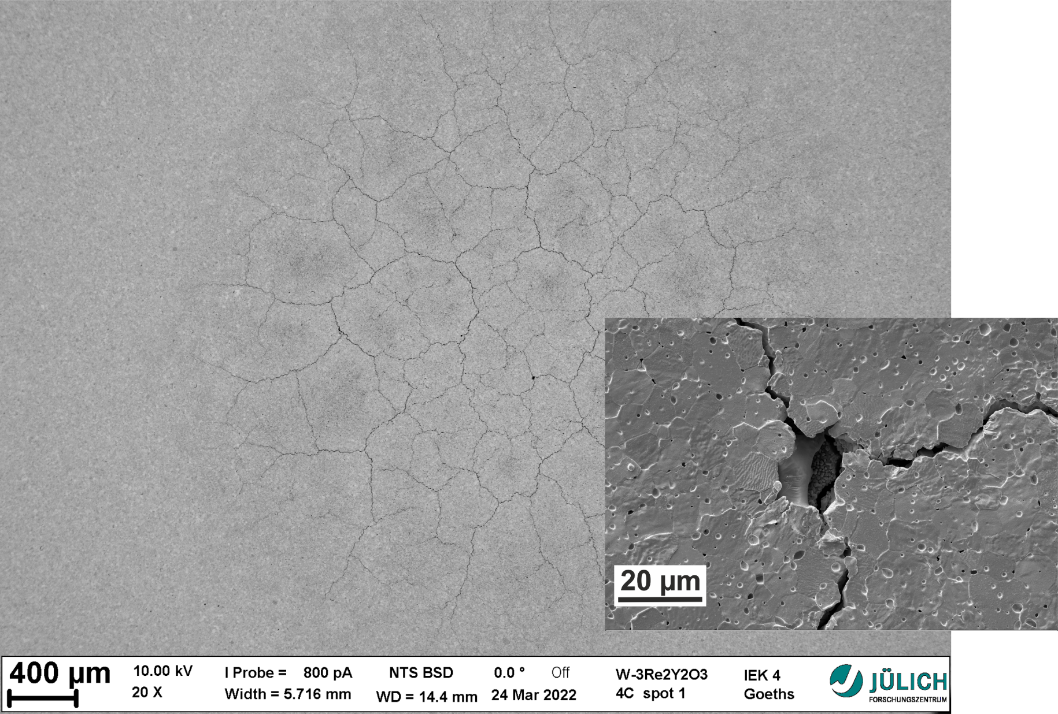 20 µm
400 µm
10.00 kV
20 X
I Probe = 800 pA
Width = 5.716 mm
NTS BSD
WD = 14.4 mm
0.0 ° Off
24 Mar 2022
W-3Re2Y2O3
4C spot 1
IEK 4
Goeths
JÜLICH
FORSCHUNGSZENTRUM